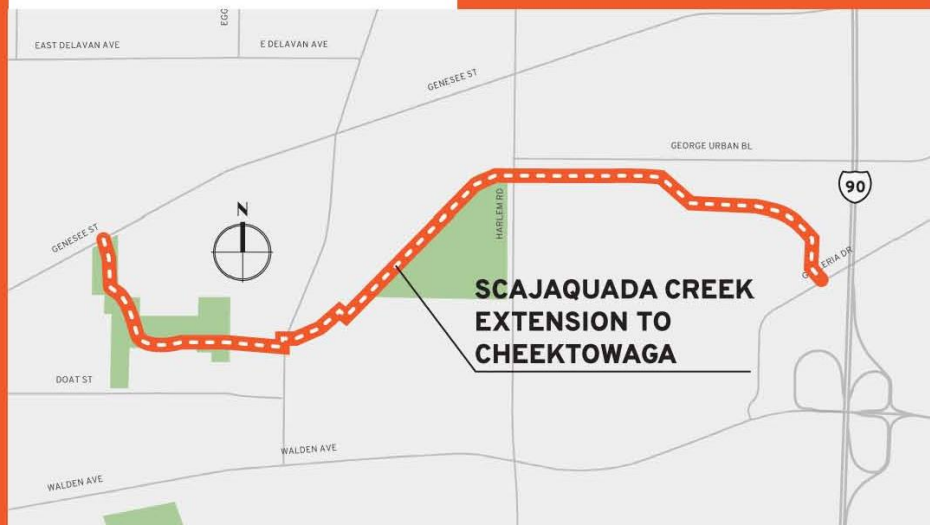 EGG
EAST DELAVAN AVE
E DELAVAN AVE
GENESEE ST
GEORGE URBAN BL
90
N
HARLEM RD
GENESEE ST
SCAJAQUADA CREEK
EXTENSION TO
CHEEKTOWAGA
DOAT ST
WALDEN AVE
WALDEN AVE